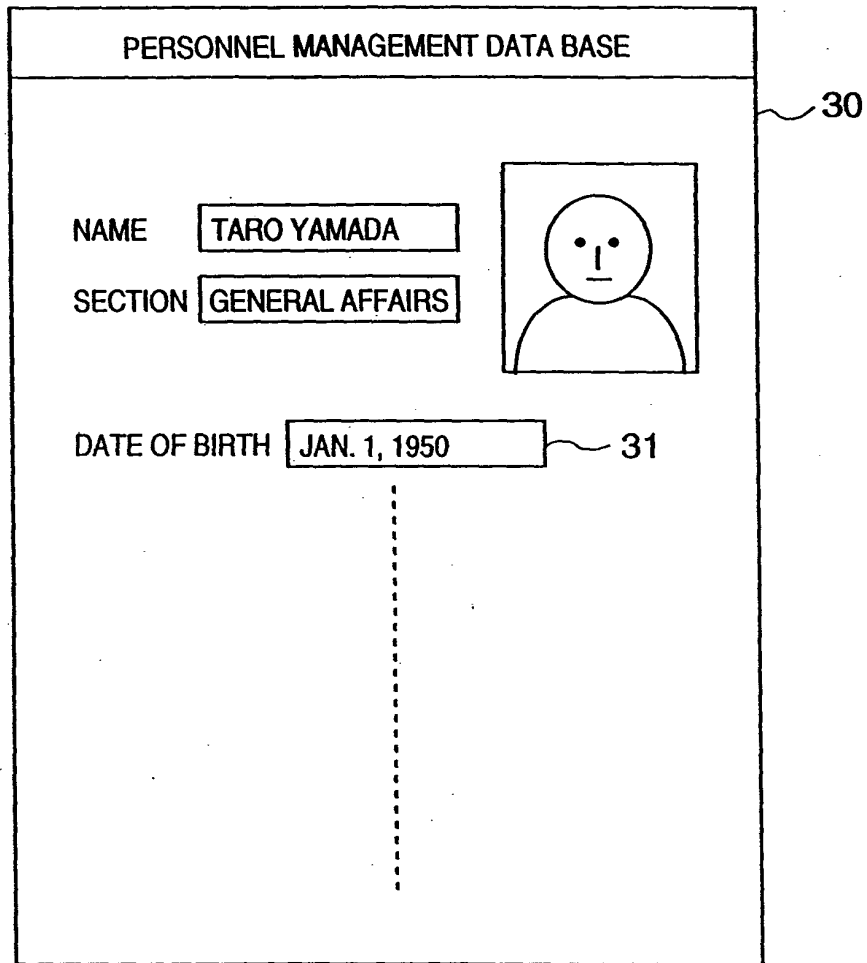 PERSONNEL MANAGEMENT DATA BASE
30
NAME TARO YAMADA
SECTION GENERAL AFFAIRS
DATE OF BIRTH JAN. 1, 1950 31